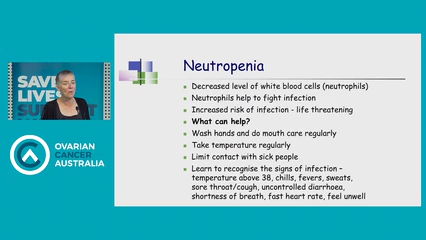 Neutropenia
Decreased level of white blood cells (neutrophils)
Neutrophils help to fight infection
Increased risk of infection - life threatening
What can help?
Wash hands and do mouth care regularly
Take temperature regularly
Limit contact with sick people
Learn to recognise the signs of infection –
temperature above 38, chills, fevers, sweats,
sore throat/cough, uncontrolled diarrhoea,
shortness of breath, fast heart rate, feel unwell
SAVE
LIVES
OVARIAN
CANCER
AUSTRALIA